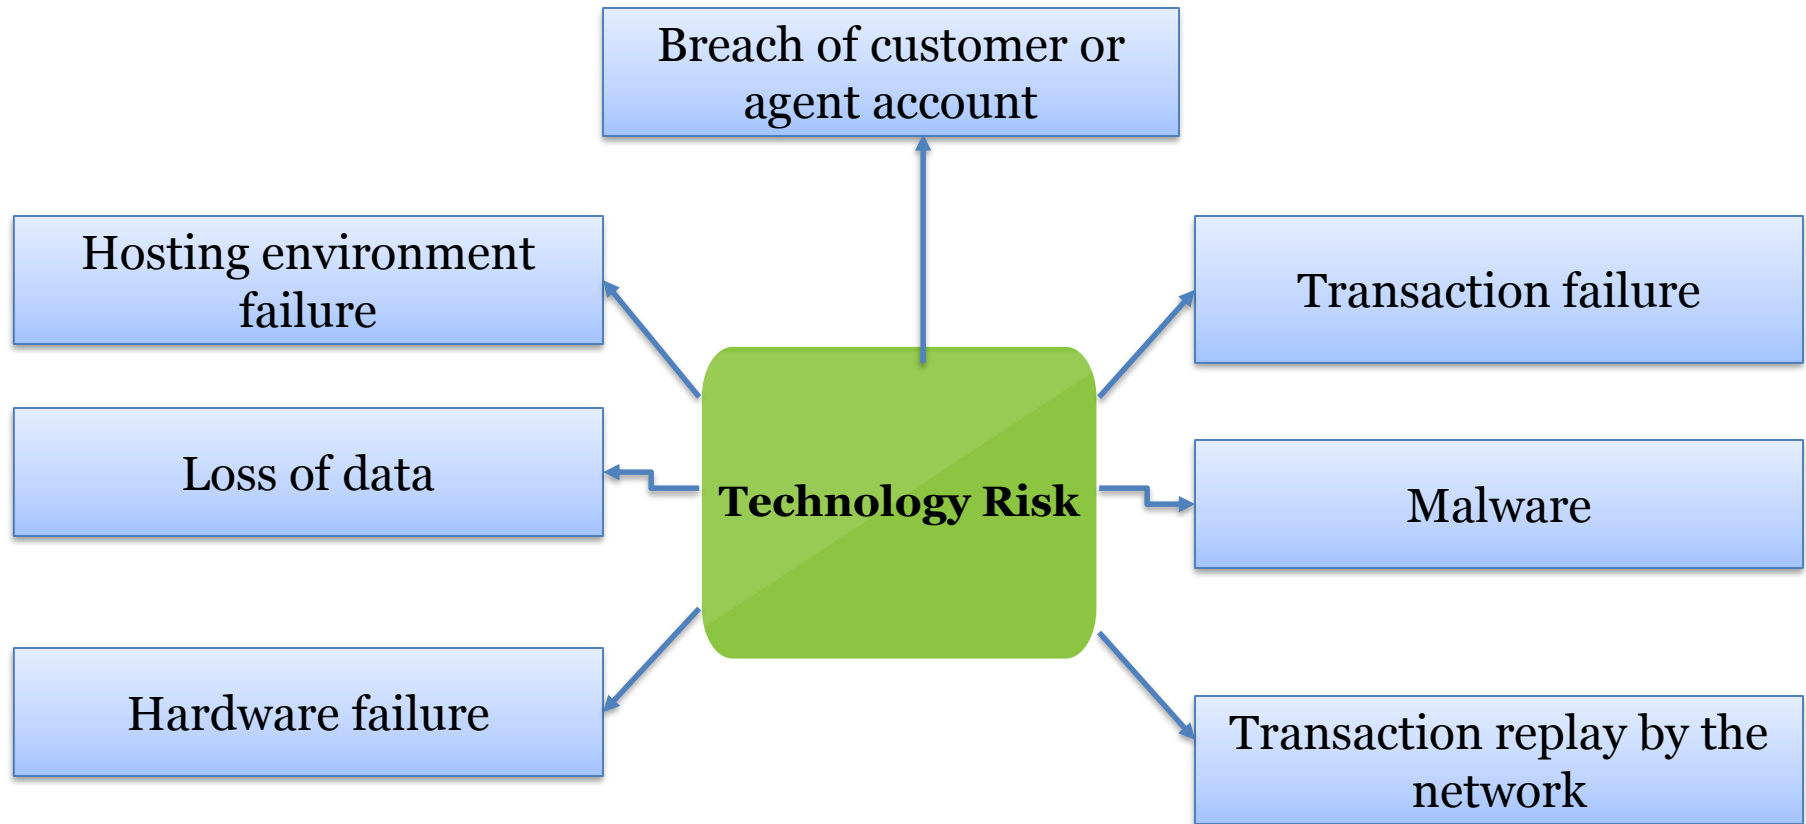 Breach of customer or
agent account
Hosting environment
failure
Transaction failure
Loss of data
Technology Risk
Malware
Hardware failure
Transaction replay by the
network